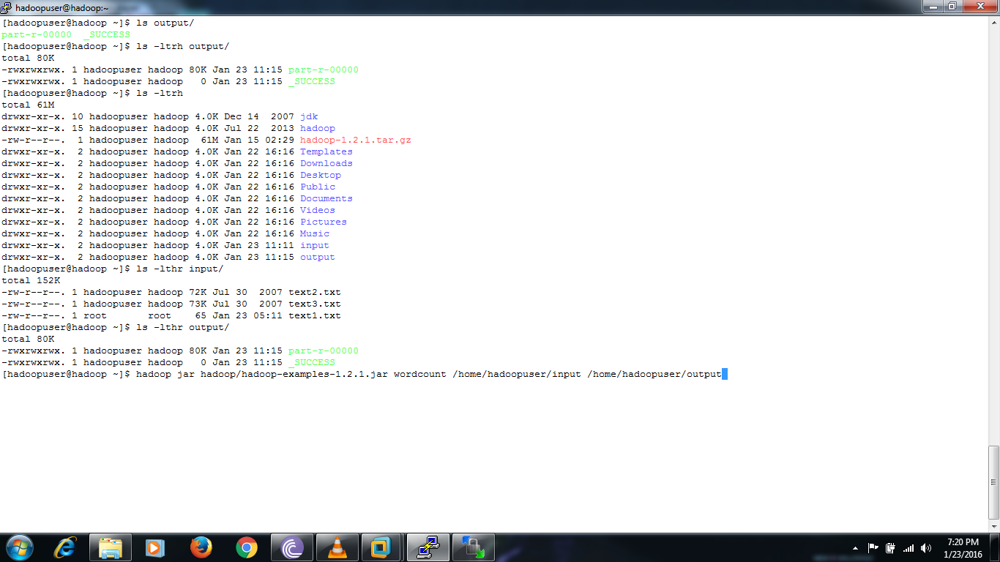 hadoopuser@hadoop:~
[hadoopuser@hadoop ~]$ ls output/
part-r-00000  _SUCCESS
[hadoopuser@hadoop ~]$ ls -ltrh output/
total 80K
-rwxrwxrwx. 1 hadoopuser hadoop 80K Jan 23 11:15 part-r-00000
-rwxrwxrwx. 1 hadoopuser hadoop   0 Jan 23 11:15 _SUCCESS
[hadoopuser@hadoop ~]$ ls -ltrh
total 61M
drwxr-xr-x. 10 hadoopuser hadoop 4.0K Dec 14  2007 jdk
drwxr-xr-x. 15 hadoopuser hadoop 4.0K Jul 22  2013 hadoop
-rw-r--r--.  1 hadoopuser hadoop  61M Jan 15 02:29 hadoop-1.2.1.tar.gz
drwxr-xr-x.  2 hadoopuser hadoop 4.0K Jan 22 16:16 Templates
drwxr-xr-x.  2 hadoopuser hadoop 4.0K Jan 22 16:16 Downloads
drwxr-xr-x.  2 hadoopuser hadoop 4.0K Jan 22 16:16 Desktop
drwxr-xr-x.  2 hadoopuser hadoop 4.0K Jan 22 16:16 Public
drwxr-xr-x.  2 hadoopuser hadoop 4.0K Jan 22 16:16 Documents
drwxr-xr-x.  2 hadoopuser hadoop 4.0K Jan 22 16:16 Videos
drwxr-xr-x.  2 hadoopuser hadoop 4.0K Jan 22 16:16 Pictures
drwxr-xr-x.  2 hadoopuser hadoop 4.0K Jan 22 16:16 Music
drwxr-xr-x.  2 hadoopuser hadoop 4.0K Jan 23 11:11 input
drwxr-xr-x.  2 hadoopuser hadoop 4.0K Jan 23 11:15 output
[hadoopuser@hadoop ~]$ ls -lthr input/
total 152K
-rw-r--r--. 1 hadoopuser hadoop 72K Jul 30  2007 text2.txt
-rw-r--r--. 1 hadoopuser hadoop 73K Jul 30  2007 text3.txt
-rw-r--r--. 1 root       root    65 Jan 23 05:11 text1.txt
[hadoopuser@hadoop ~]$ ls -lthr output/
total 80K
-rwxrwxrwx. 1 hadoopuser hadoop 80K Jan 23 11:15 part-r-00000
-rwxrwxrwx. 1 hadoopuser hadoop   0 Jan 23 11:15 _SUCCESS
[hadoopuser@hadoop ~]$ hadoop jar hadoop/hadoop-examples-1.2.1.jar wordcount /home/hadoopuser/input /home/hadoopuser/output
7:20 PM
1/23/2016